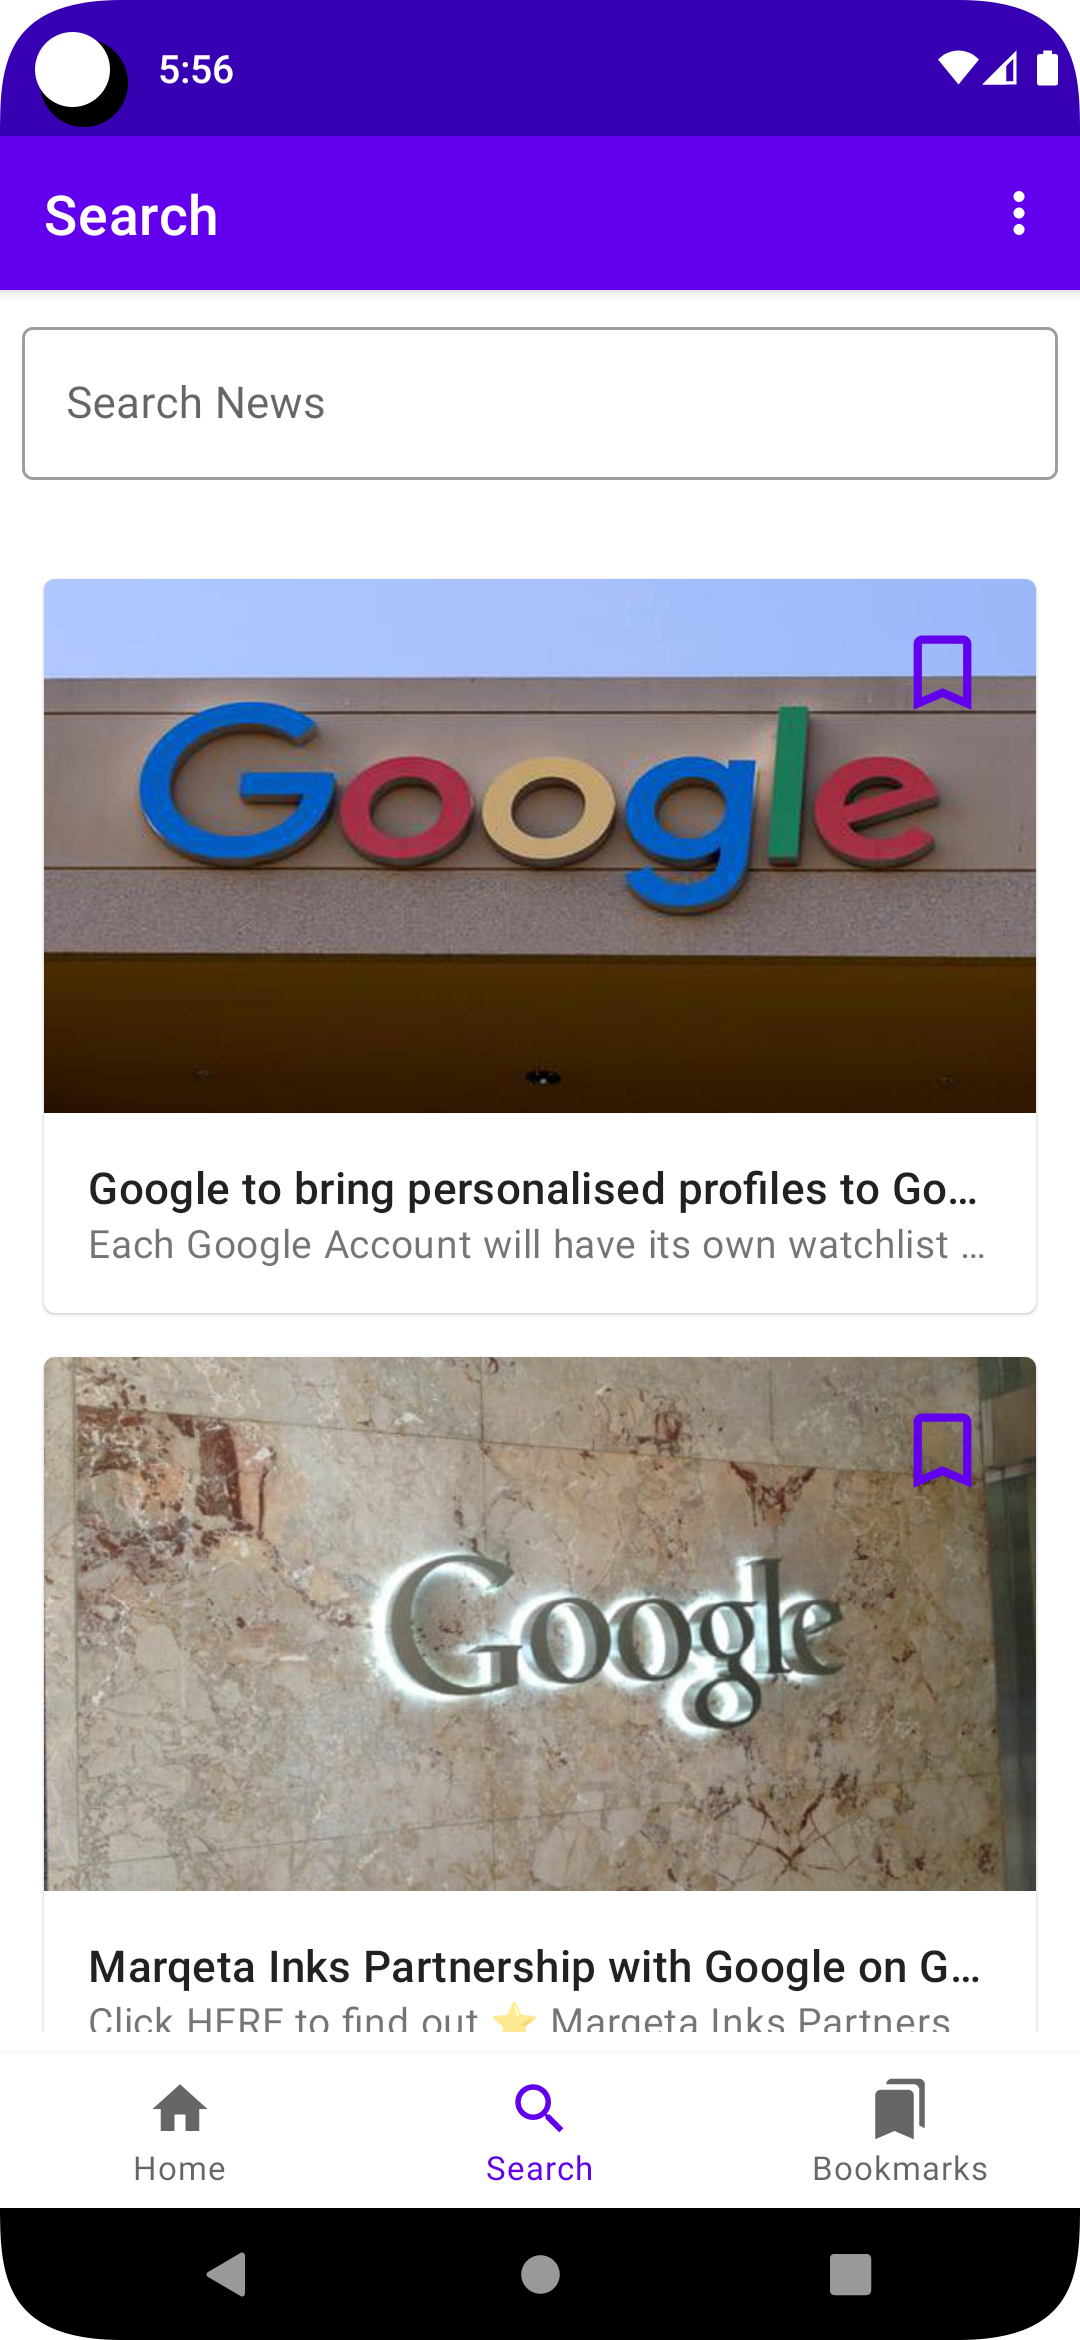 5:56
Search
Search News
Google
Google to bring personalised profiles to Go...
Each Google Account will have its own watchlist ...
Google
Marqeta Inks Partnership with Google on G...
Click HERE to find out ⭐ Marqeta Inks Partners
Home
Search
Bookmarks